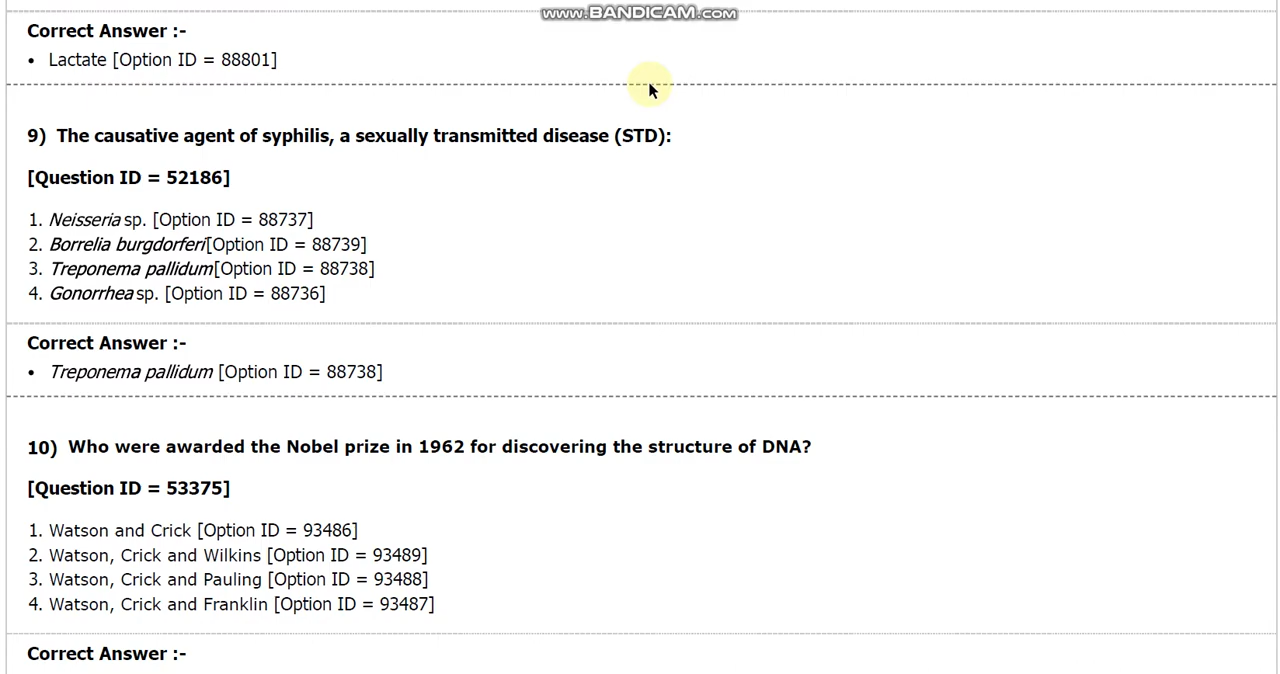 www.BANDICAM.com
Correct Answer :-
• Lactate [Option ID = 88801]
9) The causative agent of syphilis, a sexually transmitted disease (STD):
[Question ID = 52186]
1. Neisseria sp. [Option ID = 88737]
2. Borrelia burgdorferi[Option ID = 88739]
3. Treponema pallidum[Option ID = 88738]
4. Gonorrhea sp. [Option ID = 88736]
Correct Answer :-
• Treponema pallidum [Option ID = 88738]
10) Who were awarded the Nobel prize in 1962 for discovering the structure of DNA?
[Question ID = 53375]
1. Watson and Crick [Option ID = 93486]
2. Watson, Crick and Wilkins [Option ID = 93489]
3. Watson, Crick and Pauling [Option ID = 93488]
4. Watson, Crick and Franklin [Option ID = 93487]
Correct Answer :-